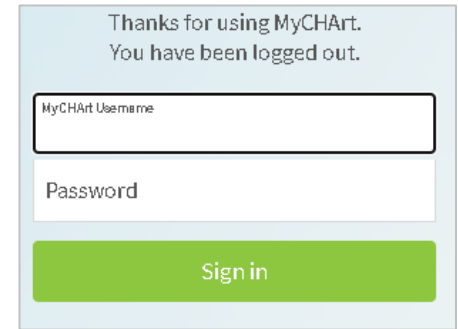 Thanks for using MyCHArt.
You have been logged out.
MyCHArt Username
Password
Sign in